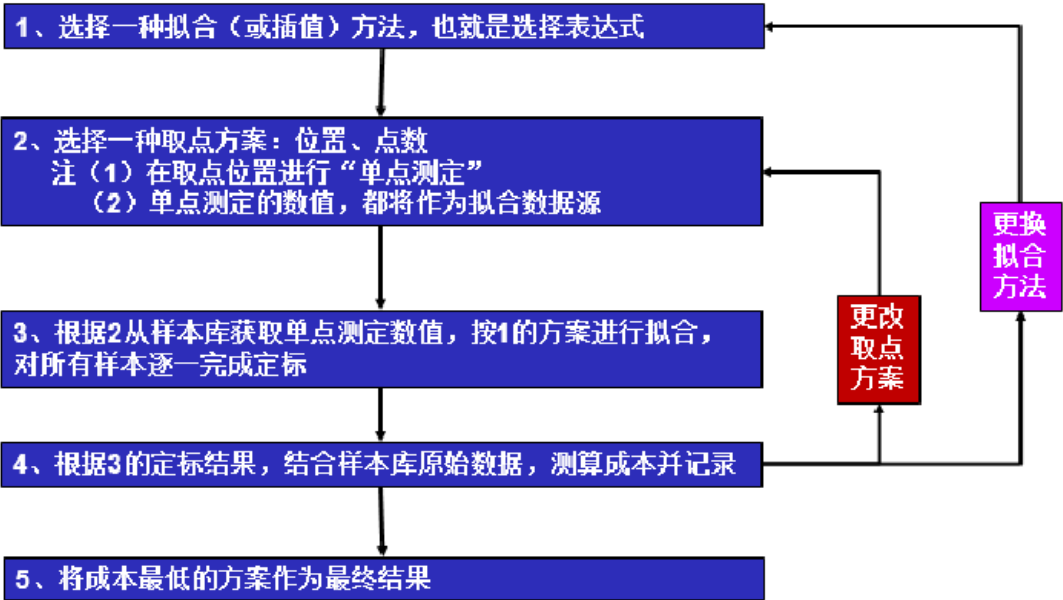 1、选择一种拟合（或插值）方法，也就是选择表达式
2、选择一种取点方案：位置、点数
注（1）在取点位置进行“单点测定”
（2）单点测定的数值，都将作为拟合数据源
3、根据2从样本库获取单点测定数值，按1的方案进行拟合，
对所有样本逐一完成定标
4、根据3的定标结果，结合样本库原始数据，测算成本并记录
5、将成本最低的方案作为最终结果
更改
取点
方案
更换
拟合
方法